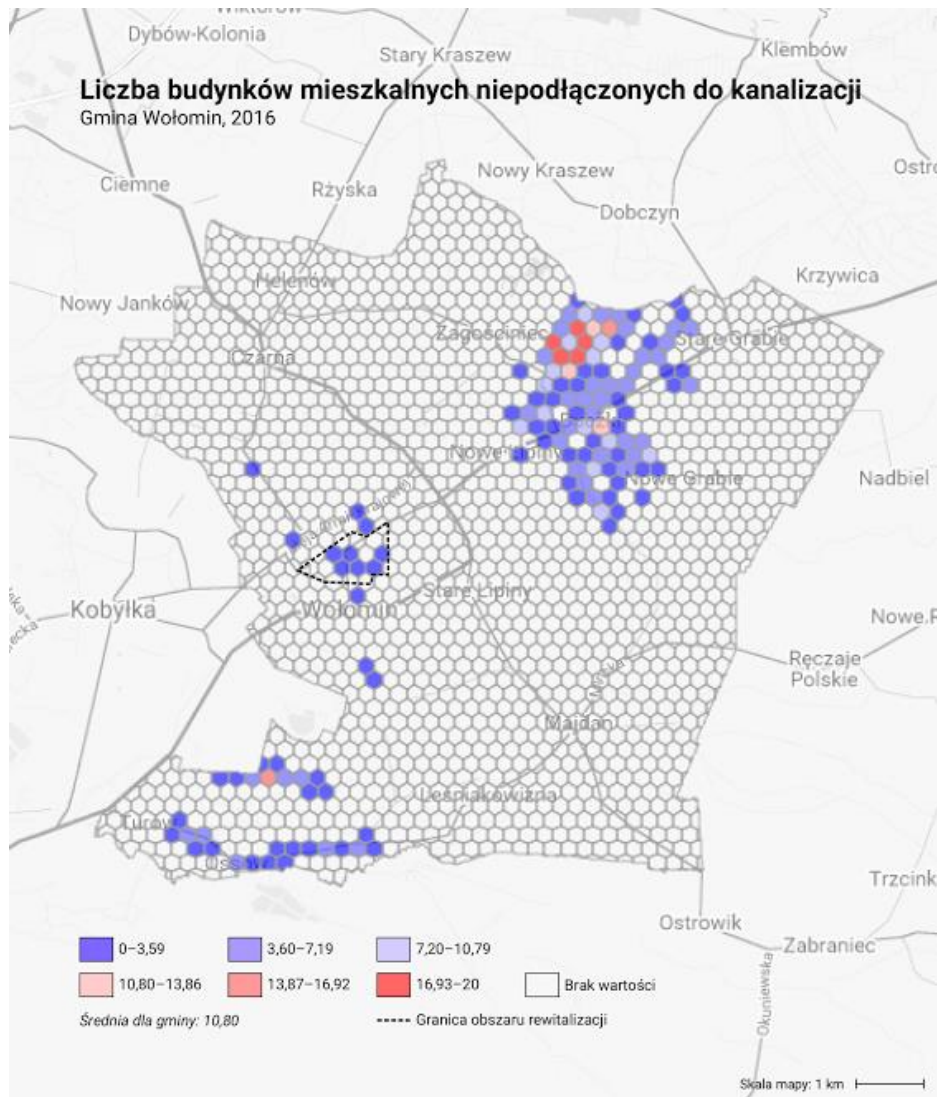 Wiktorów
Dybów-Kolonia
Stary Kraszew
Klembów
Liczba budynków mieszkalnych niepodłączonych do kanalizacji
Gmina Wołomin, 2016
Nowy Kraszew
Ciemne
Rżyska
Dobczyn
Krzywica
Helenów
Nowy Janków
Zagościniec
Stare Grabie
Czarna
Nowe Lipiny
Nowe Grabie
Nadbiel
Stare Lipiny
Kobyłka
Wołomin
Nowe
Ręczaje
Polskie
Majdan
Leśniakowizna
Turów
Trzcink
Ostrowik
Zabraniec
Okuniewska
0–3,59
3,60–7,19
7,20–10,79
10,80–13,86
13,87–16,92
16,93–20
Brak wartości
Średnia dla gminy: 10,80
Granica obszaru rewitalizacji
Skala mapy: 1 km